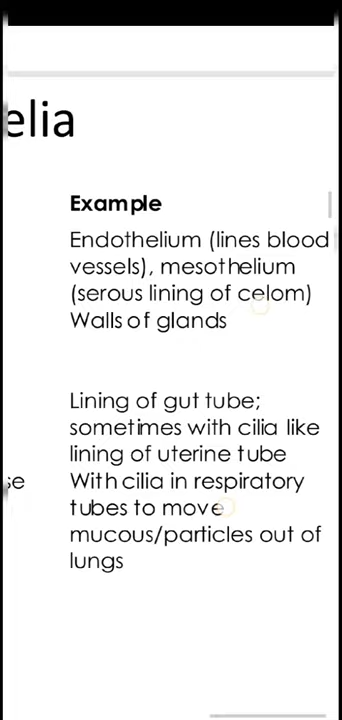 elia
Example
Endothelium (lines blood
vessels), mesothelium
(serous lining of celom)
Walls of glands
Lining of gut tube;
sometimes with cilia like
lining of uterine tube
se
With cilia in respiratory
tubes to move
mucous/particles out of
lungs